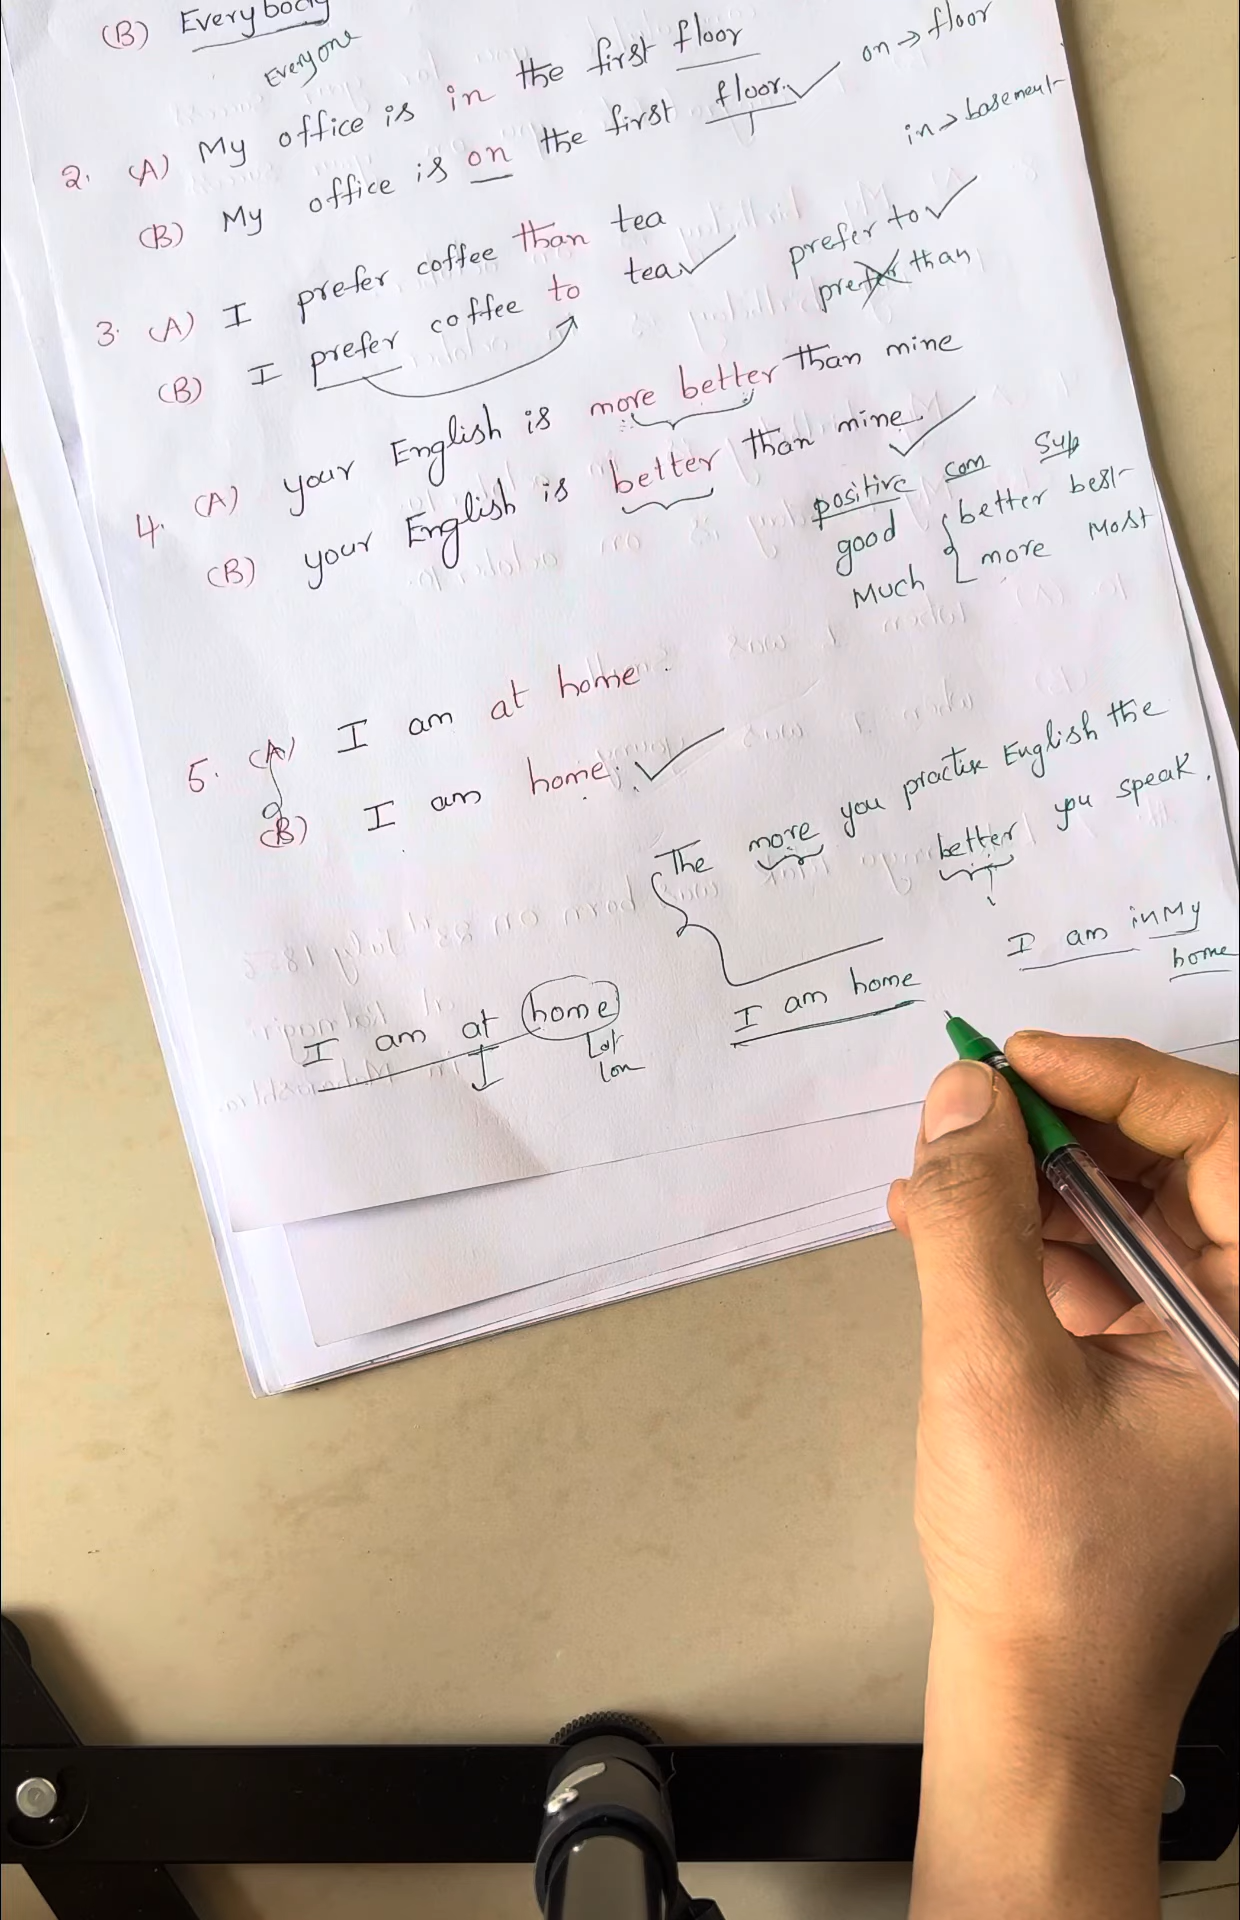 (B) Everybody
Everyone
2. (A) My office is in the first floor
(B) My office is on the first floor. on → floor
in → basement
3. (A) I prefer coffee than tea
(B) I prefer coffee to tea
prefer to
prefer than
4. (A) your English is more better than mine
(B) your English is better than mine
positive com Sup
good better best
Much more Most
5. (A) I am at home.
(B) I am home.
The more you practise English the
better you speak.
I am at home
I am home
I am in My
home